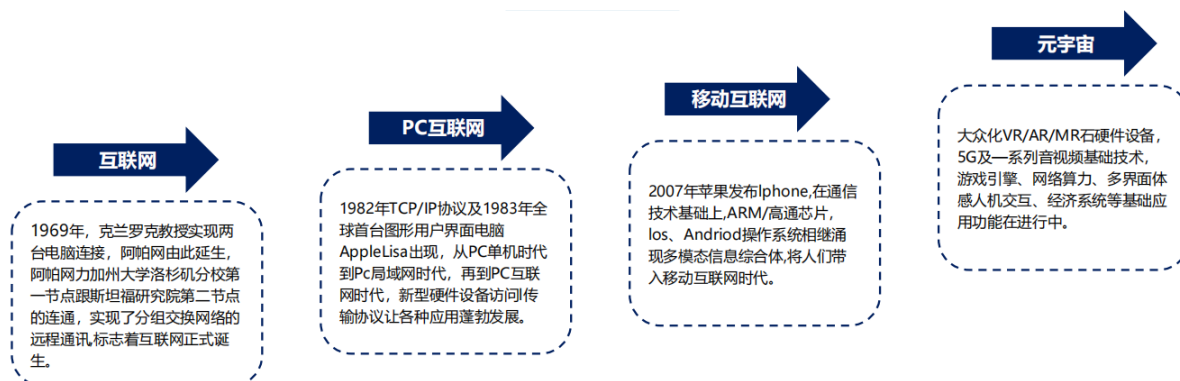 互联网
1969年，克兰罗克教授实现两
台电脑连接，阿帕网由此延生，
阿帕网力加州大学洛杉矶分校第
一节点跟斯坦福研究院第二节点
的连通，实现了分组交换网络的
远程通讯,标志着互联网正式诞
生。
PC互联网
1982年TCP/IP协议及1983年全
球首台图形用户界面电脑
AppleLisa出现，从PC单机时代
到Pc局域网时代，再到PC互联
网时代，新型硬件设备访问l传
输协议让各种应用蓬勃发展。
移动互联网
2007年苹果发布Iphone,在通信
技术基础上,ARM/高通芯片，
Ios、Andriod操作系统相继涌
现多模态信息综合体,将人们带
入移动互联网时代。
元宇宙
大众化VR/AR/MR石硬件设备，
5G及—系列音视频基础技术，
游戏引擎、网络算力、多界面体
感人机交互、经济系统等基础应
用功能在进行中。